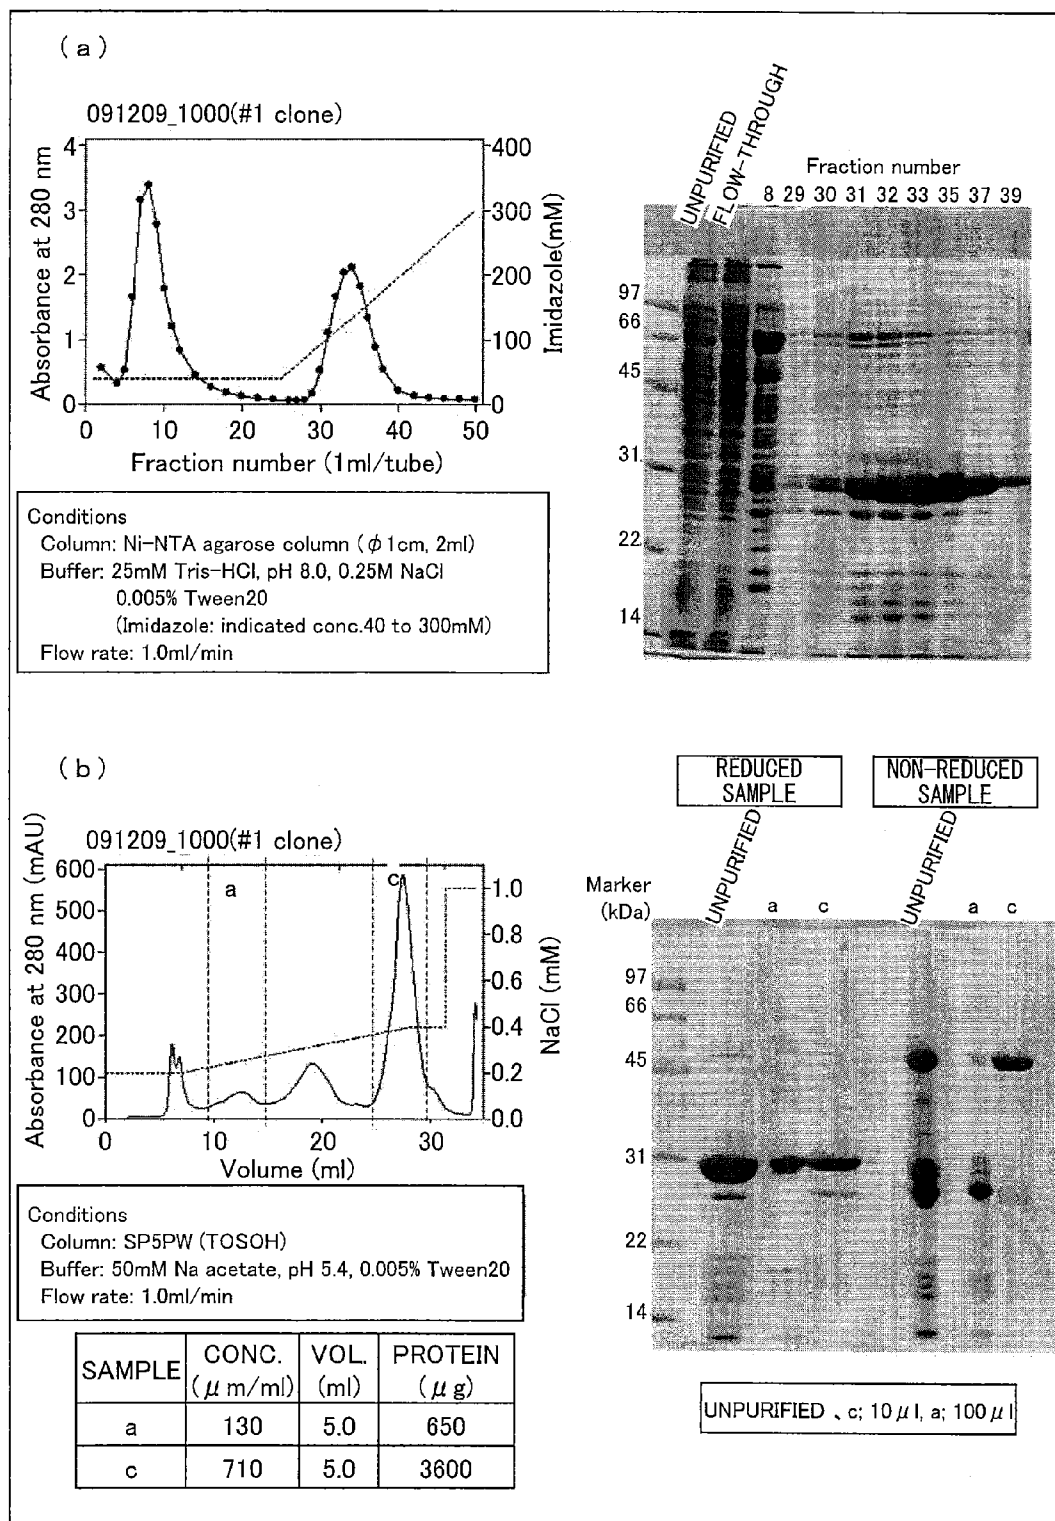 (a)
091209_1000(#1 clone)
Absorbance at 280 nm
4
3
2
1
0
400
300
200
100
0
Imidazole(mM)
0 10 20 30 40 50
Fraction number (1ml/tube)
Conditions
Column: Ni-NTA agarose column (φ1cm, 2ml)
Buffer: 25mM Tris-HCl, pH 8.0, 0.25M NaCl
0.005% Tween20
(Imidazole: indicated conc.40 to 300mM)
Flow rate: 1.0ml/min
UNPURIFIED
FLOW-THROUGH
Fraction number
8 29 30 31 32 33 35 37 39
97
66
45
31
22
14
(b)
091209_1000(#1 clone)
Absorbance at 280 nm (mAU)
600
500
400
300
200
100
0
a
c
1.0
0.8
0.6
0.4
0.2
0.0
NaCl (mM)
0 10 20 30
Volume (ml)
Conditions
Column: SP5PW (TOSOH)
Buffer: 50mM Na acetate, pH 5.4, 0.005% Tween20
Flow rate: 1.0ml/min
SAMPLE CONC. (μm/ml) VOL. (ml) PROTEIN (μg)
a 130 5.0 650
c 710 5.0 3600
REDUCED
SAMPLE
NON-REDUCED
SAMPLE
Marker
(kDa)
UNPURIFIED
a
c
UNPURIFIED
a
c
97
66
45
31
22
14
UNPURIFIED 、c; 10μl, a; 100μl